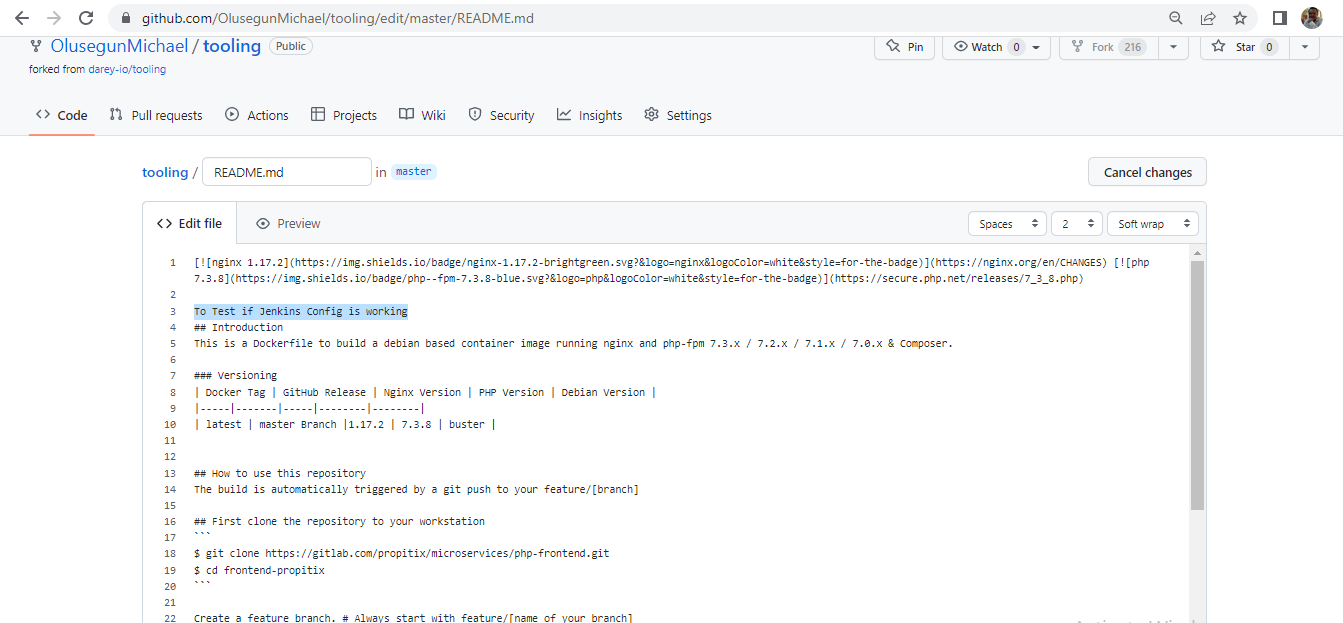 github.com/OlusegunMichael/tooling/edit/master/README.md
OlusegunMichael / tooling Public
Pin Watch 0 Fork 216 Star 0
forked from darey-io/tooling
Code Pull requests Actions Projects Wiki Security Insights Settings
tooling / README.md in master Cancel changes
Edit file Preview Spaces 2 Soft wrap
1 [![nginx 1.17.2](https://img.shields.io/badge/nginx-1.17.2-brightgreen.svg?&logo=nginx&logoColor=white&style=for-the-badge)](https://nginx.org/en/CHANGES) [![php
7.3.8](https://img.shields.io/badge/php--fpm-7.3.8-blue.svg?&logo=php&logoColor=white&style=for-the-badge)](https://secure.php.net/releases/7_3_8.php)
2
3 To Test if Jenkins Config is working
4 ## Introduction
5 This is a Dockerfile to build a debian based container image running nginx and php-fpm 7.3.x / 7.2.x / 7.1.x / 7.0.x & Composer.
6
7 ### Versioning
8 | Docker Tag | GitHub Release | Nginx Version | PHP Version | Debian Version |
9 |-----|-------|-----|--------|--------|
10 | latest | master Branch |1.17.2 | 7.3.8 | buster |
11
12
13 ## How to use this repository
14 The build is automatically triggered by a git push to your feature/[branch]
15
16 ## First clone the repository to your workstation
17 ```
18 $ git clone https://gitlab.com/propitix/microservices/php-frontend.git
19 $ cd frontend-propitix
20 ```
21
22 Create a feature branch. # Always start with feature/[name of your branch]